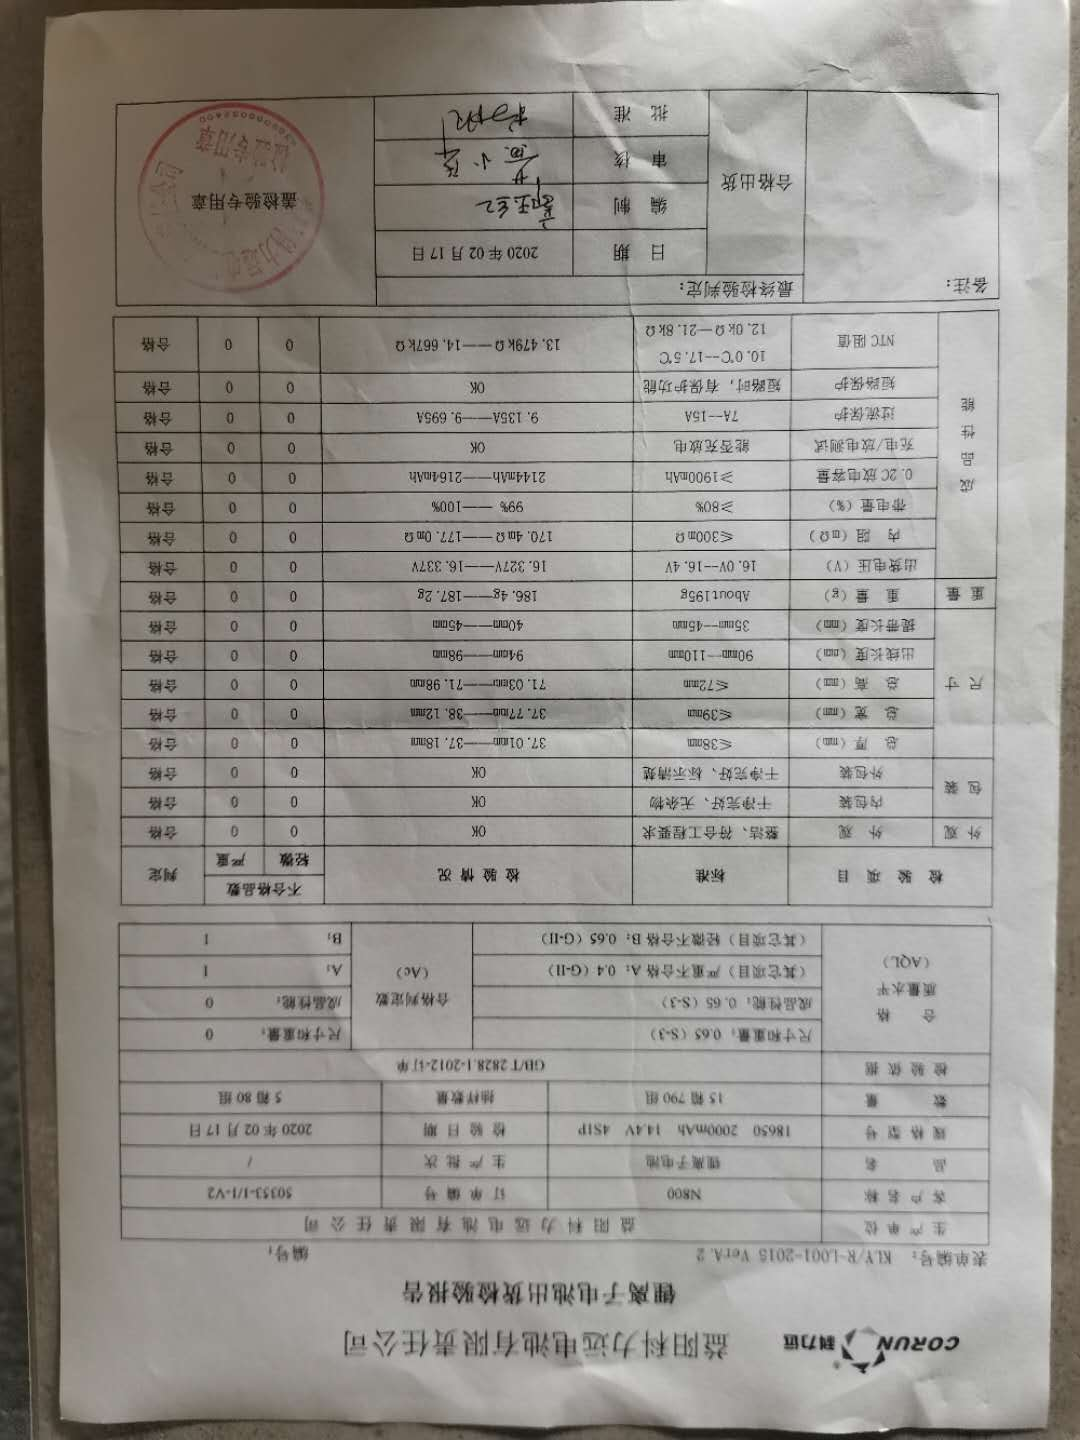 CORUN 科力远 益阳科力远电池有限责任公司
锂离子电池出货检验报告
表单编号: KLY/R-L001-2015 VerA.2 编号:
生产单位 益阳科力远电池有限责任公司
客户名称 N800 订单编号 50353-1/1-V2
品名 锂离子电池 生产批次 /
规格型号 18650 2000mAh 14.4V 4S1P 检验日期 2020年02月17日
数量 15箱790组 抽样数量 5箱80组
检验依据 GB/T 2828.1-2012-订单
合格质量水平(AQL) 尺寸和重量: 0.65(S-3) 合格判定数(Ac) 尺寸和重量: 0
成品性能: 0.65(S-3) 成品性能: 0
(其它项目)严重不合格A: 0.4(G-II) A: 1
(其它项目)轻微不合格B: 0.65(G-II) B: 1
检验项目 标准 检验情况 不合格品数 判定
轻微 严重
外观 外观 整洁、符合工程要求 OK 0 0 合格
包装 内包装 干净完好、无杂物 OK 0 0 合格
外包装 干净完好、标示清楚 OK 0 0 合格
尺寸 总厚(mm) ≤38mm 37.01mm——37.18mm 0 0 合格
总宽(mm) ≤39mm 37.77mm——38.12mm 0 0 合格
总高(mm) ≤72mm 71.03mm——71.98mm 0 0 合格
出线长度(mm) 90mm--110mm 94mm——98mm 0 0 合格
提带长度(mm) 35mm--45mm 40mm——45mm 0 0 合格
重量 重量(g) About195g 186.4g——187.2g 0 0 合格
成品性能 出货电压(V) 16.0V--16.4V 16.327V——16.337V 0 0 合格
内阻(mΩ) ≤300mΩ 170.4mΩ——177.0mΩ 0 0 合格
带电量(%) ≥80% 99%——100% 0 0 合格
0.2C放电容量 ≥1900mAh 2144mAh——2164mAh 0 0 合格
充电/放电测试 能否充放电 OK 0 0 合格
过流保护 7A--15A 9.135A——9.695A 0 0 合格
短路保护 短路时,有保护功能 OK 0 0 合格
NTC阻值 10.0℃--17.5℃ 13.479kΩ——14.667kΩ 0 0 合格
12.0kΩ—21.8kΩ
备注: 最终检验判定:
合格出货 日期 2020年02月17日
编制
审核
批准
盖检验专用章